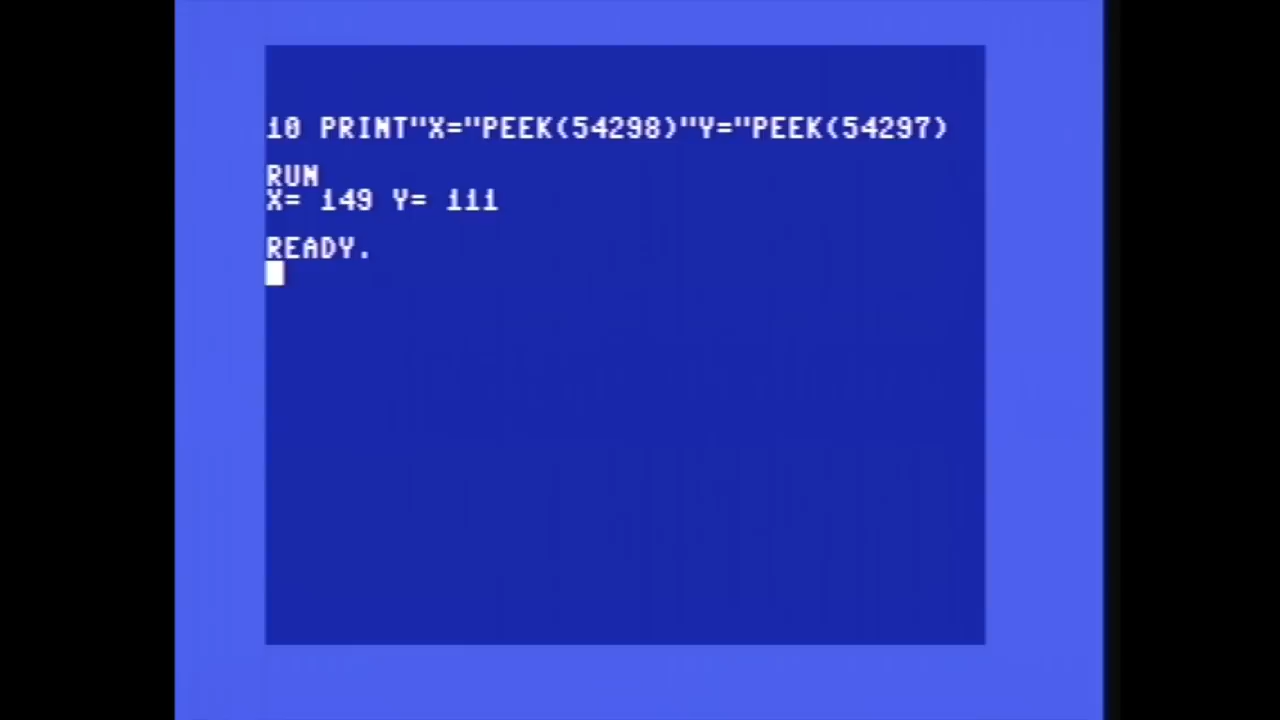 10 PRINT"X="PEEK(54298)"Y="PEEK(54297)
RUN
X= 149 Y= 111
READY.